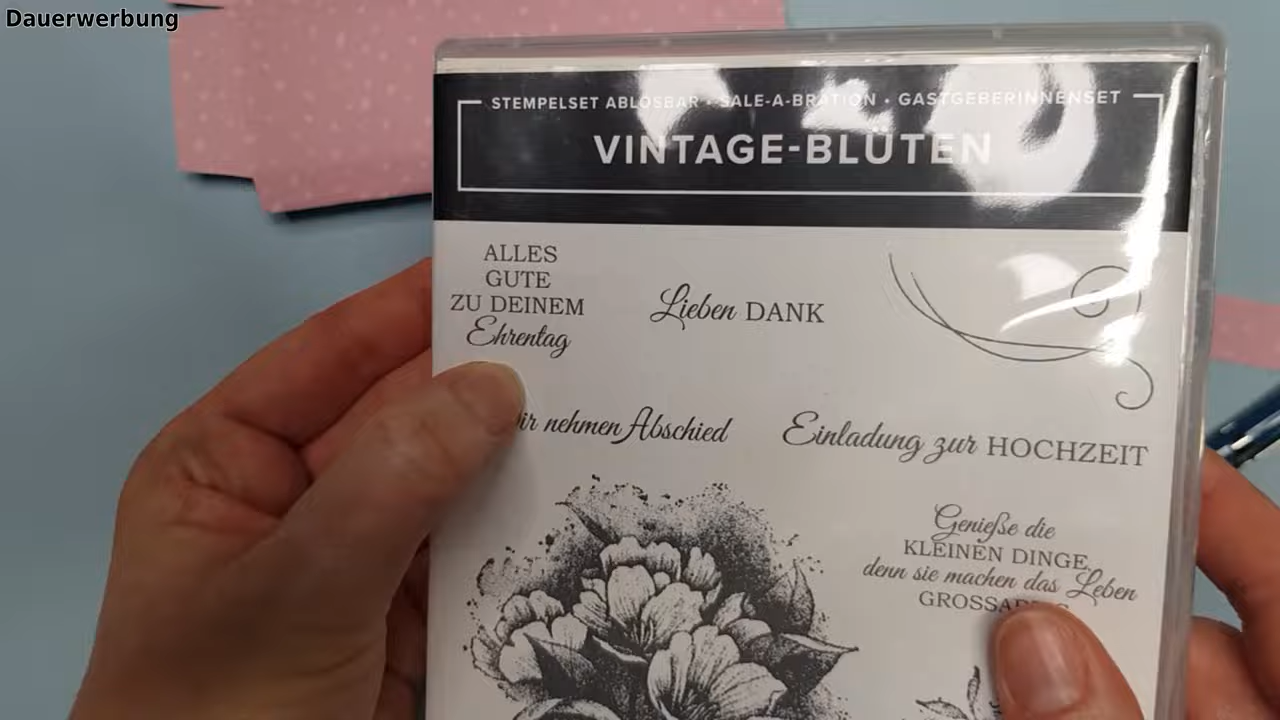 Dauerwerbung
STEMPELSET ABLÖSBAR • SALE-A-BRATION • GASTGEBERINNENSET
VINTAGE-BLÜTEN
ALLES
GUTE
ZU DEINEM
Ehrentag
Lieben DANK
nehmen Abschied
Einladung zur HOCHZEIT
Genieße die
KLEINEN DINGE,
denn sie machen das Leben